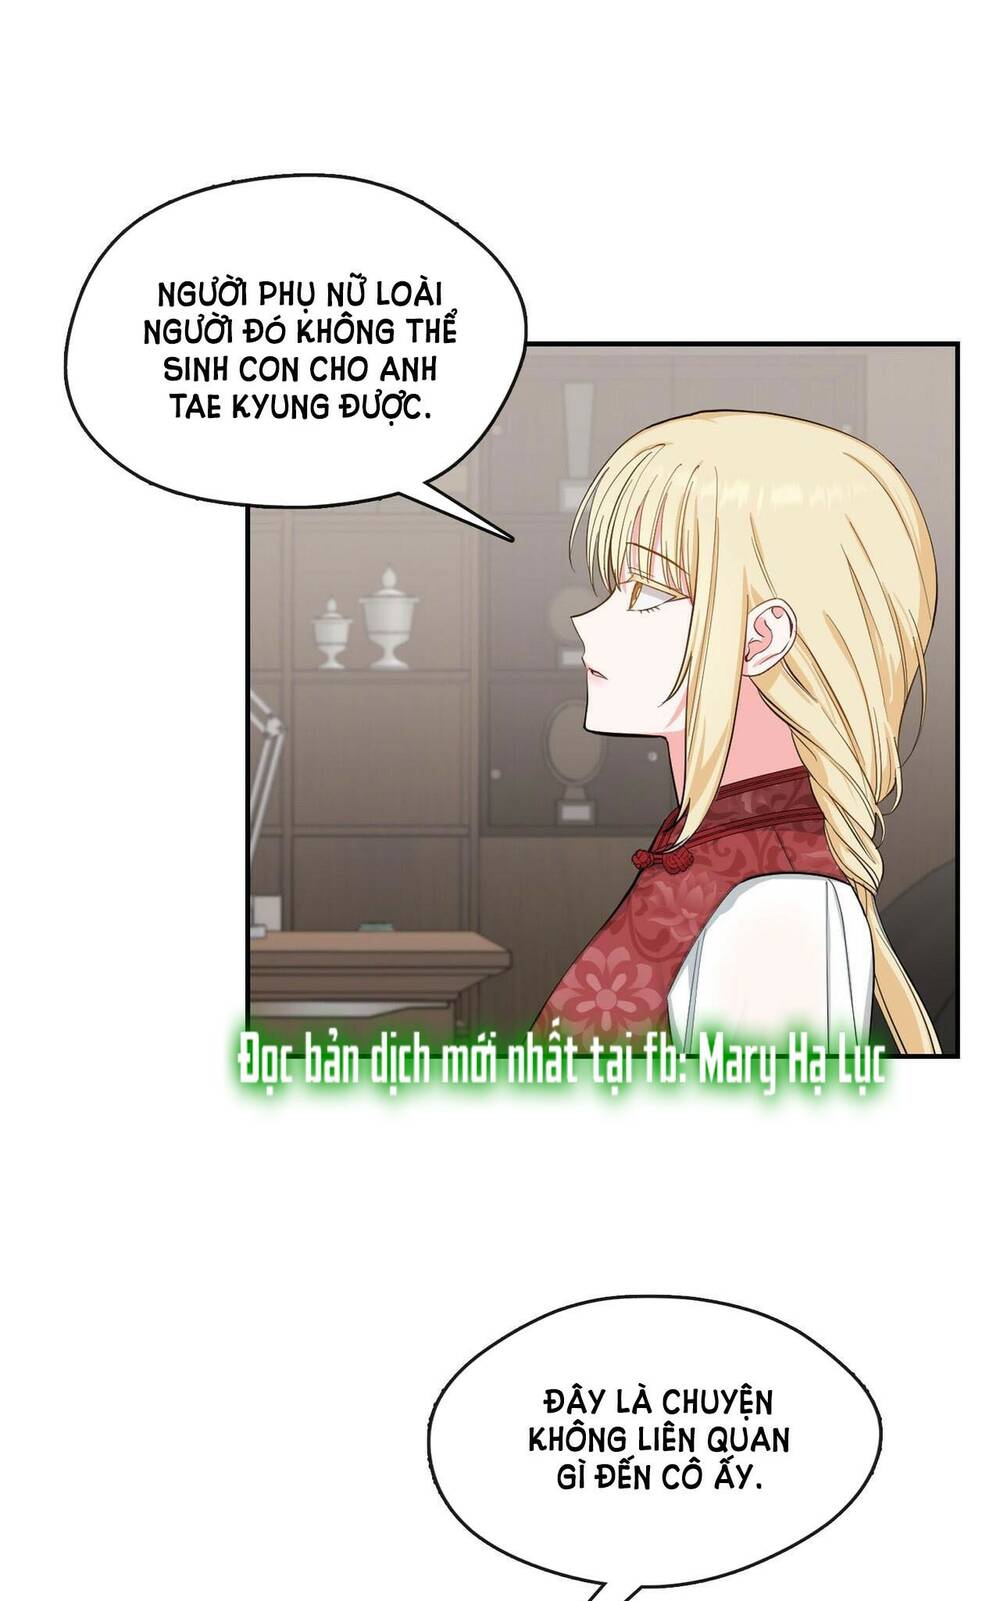 NGƯỜI PHỤ NỮ LOÀI
NGƯỜI ĐÓ KHÔNG THỂ
SINH CON CHO ANH
TAE KYUNG ĐƯỢC.
Đọc bản dịch mới nhất tại fb: Mary Hạ Lục
ĐÂY LÀ CHUYỆN
KHÔNG LIÊN QUAN
GÌ ĐẾN CÔ ẤY.